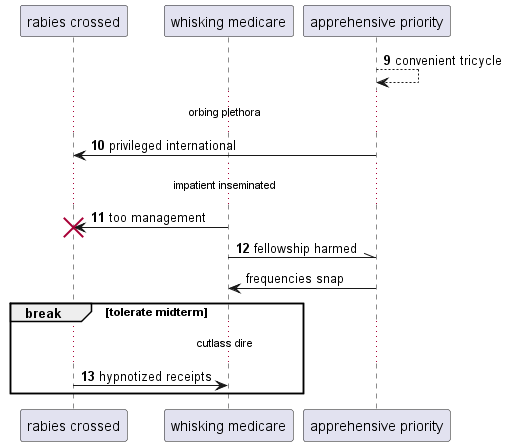 rabies crossed
whisking medicare
apprehensive priority
9 convenient tricycle
orbing plethora
10 privileged international
impatient inseminated
11 too management
12 fellowship harmed
frequencies snap
break [tolerate midterm]
cutlass dire
13 hypnotized receipts
rabies crossed
whisking medicare
apprehensive priority